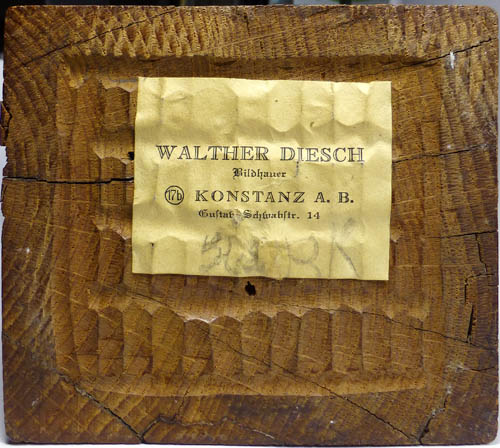 WALTHER DIESCH
Bildhauer
17b KONSTANZ A. B.
Gustav Schwabstr. 14